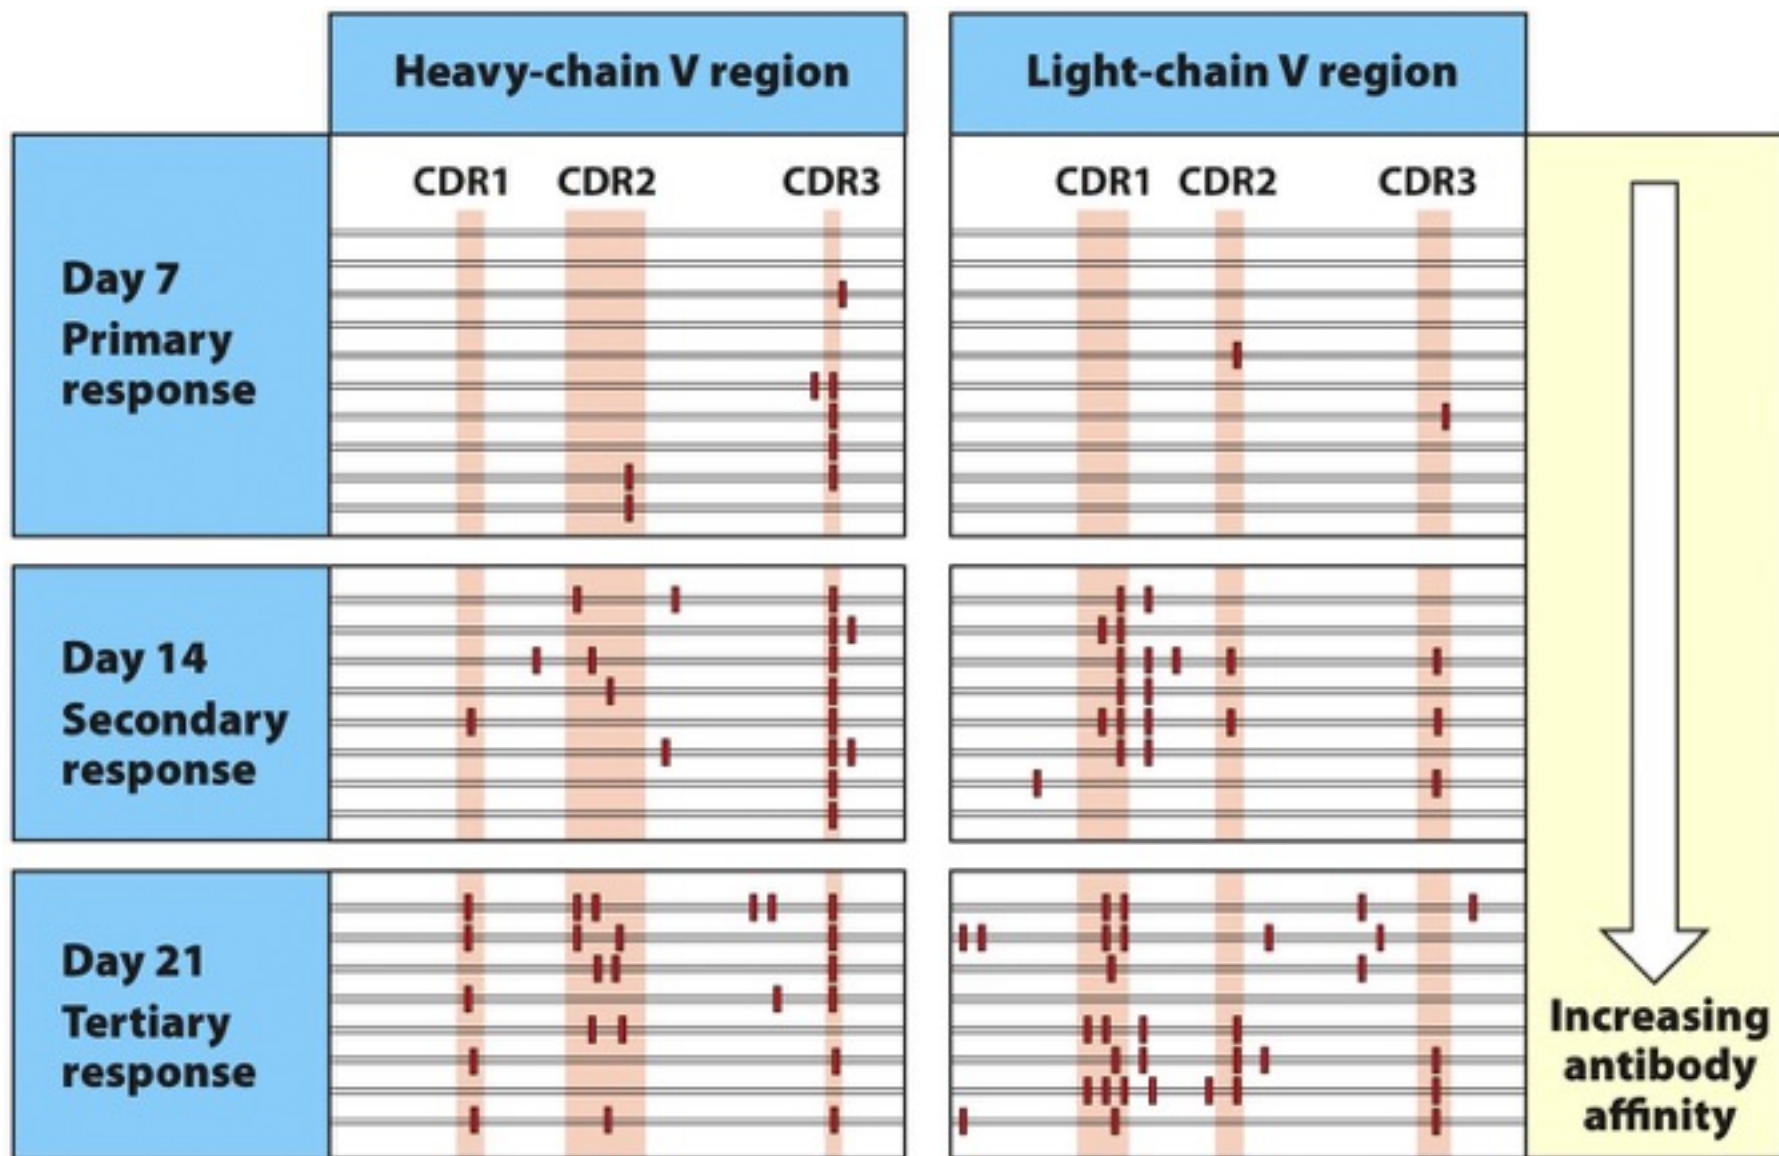 Heavy-chain V region
Light-chain V region
Day 7
Primary
response
CDR1 CDR2 CDR3
CDR1 CDR2 CDR3
Day 14
Secondary
response
Day 21
Tertiary
response
Increasing
antibody
affinity